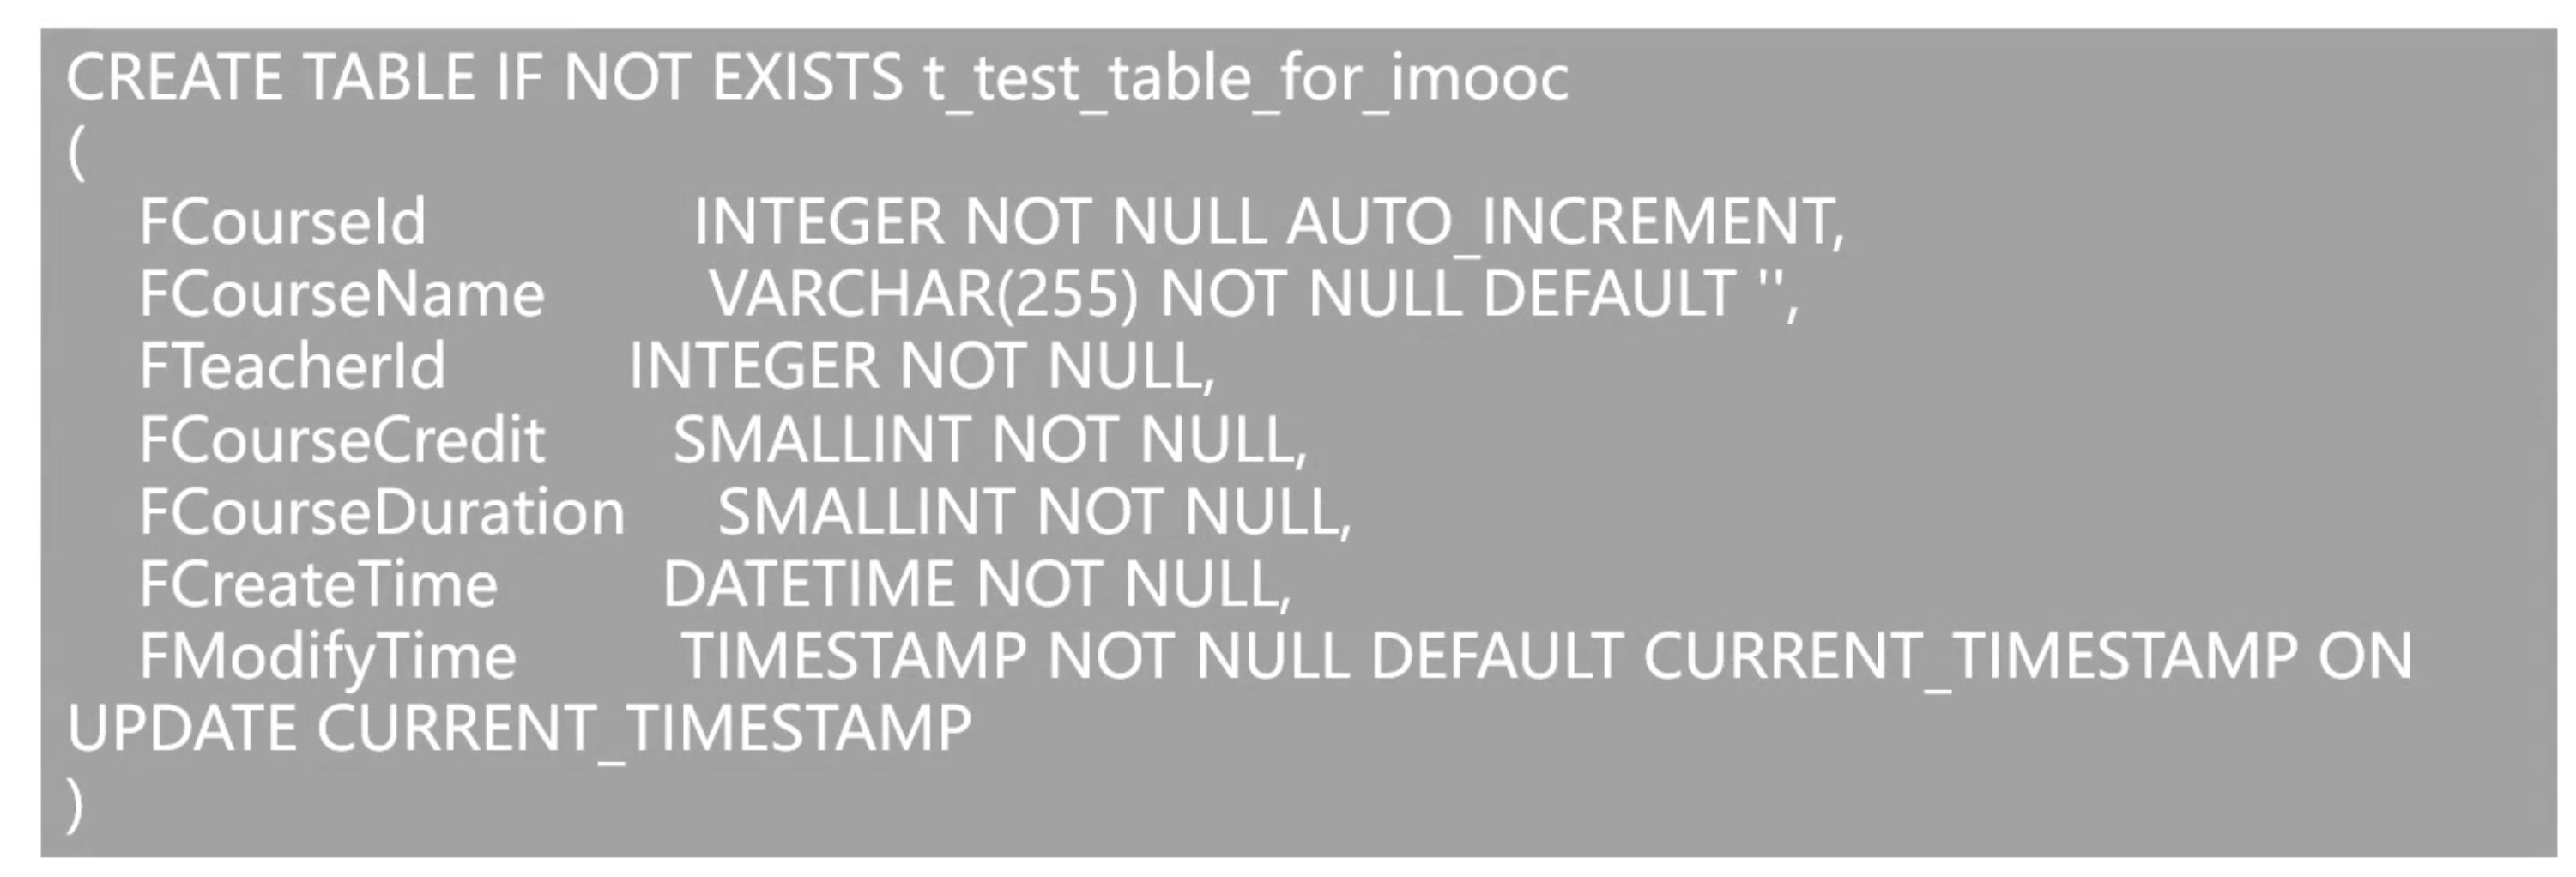 CREATE TABLE IF NOT EXISTS t_test_table_for_imooc
(
FCourseId INTEGER NOT NULL AUTO_INCREMENT,
FCourseName VARCHAR(255) NOT NULL DEFAULT '',
FTeacherId INTEGER NOT NULL,
FCourseCredit SMALLINT NOT NULL,
FCourseDuration SMALLINT NOT NULL,
FCreateTime DATETIME NOT NULL,
FModifyTime TIMESTAMP NOT NULL DEFAULT CURRENT_TIMESTAMP ON
UPDATE CURRENT_TIMESTAMP
)